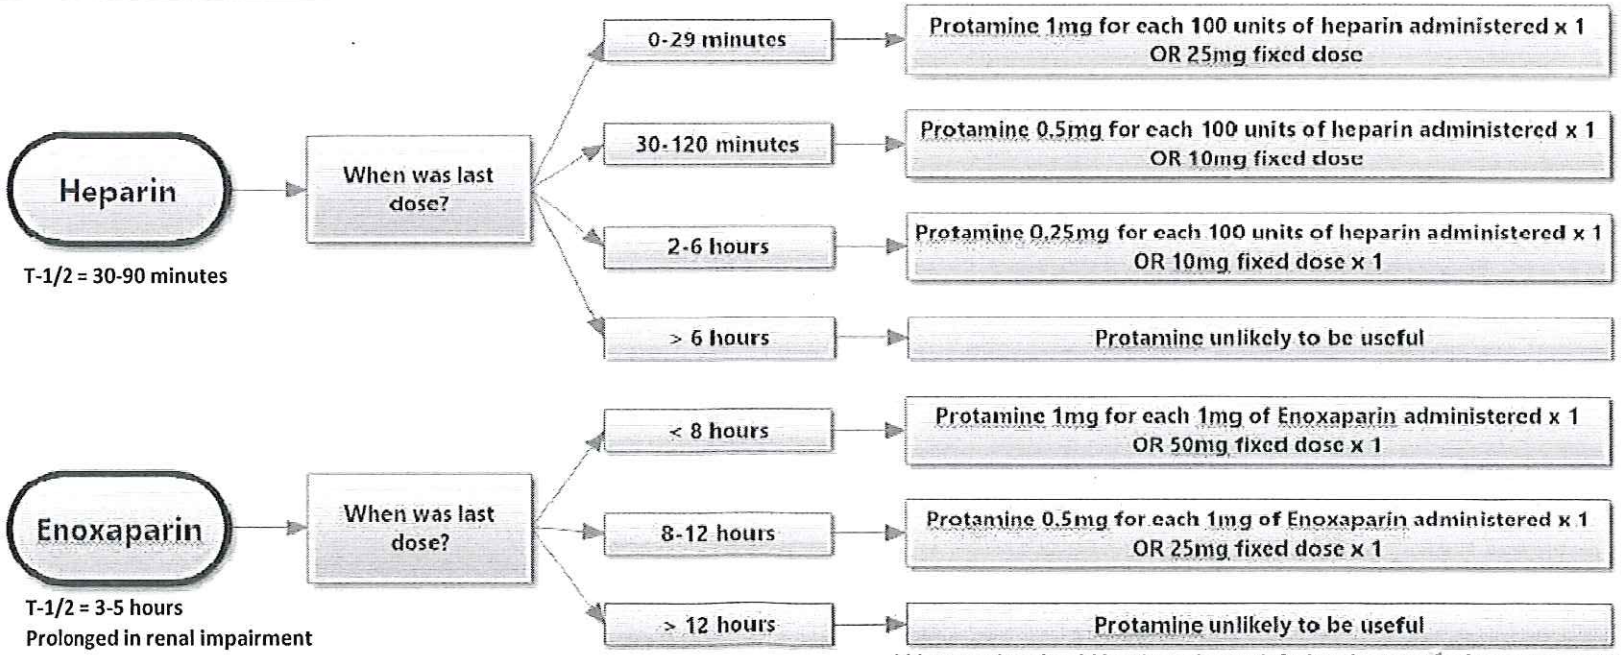 Heparin
T-1/2 = 30-90 minutes
When was last
dose?
0-29 minutes
Protamine 1mg for each 100 units of heparin administered x 1
OR 25mg fixed dose
30-120 minutes
Protamine 0.5mg for each 100 units of heparin administered x 1
OR 10mg fixed dose
2-6 hours
Protamine 0.25mg for each 100 units of heparin administered x 1
OR 10mg fixed dose x 1
> 6 hours
Protamine unlikely to be useful
Enoxaparin
T-1/2 = 3-5 hours
Prolonged in renal impairment
When was last
dose?
< 8 hours
Protamine 1mg for each 1mg of Enoxaparin administered x 1
OR 50mg fixed dose x 1
8-12 hours
Protamine 0.5mg for each 1mg of Enoxaparin administered x 1
OR 25mg fixed dose x 1
> 12 hours
Protamine unlikely to be useful